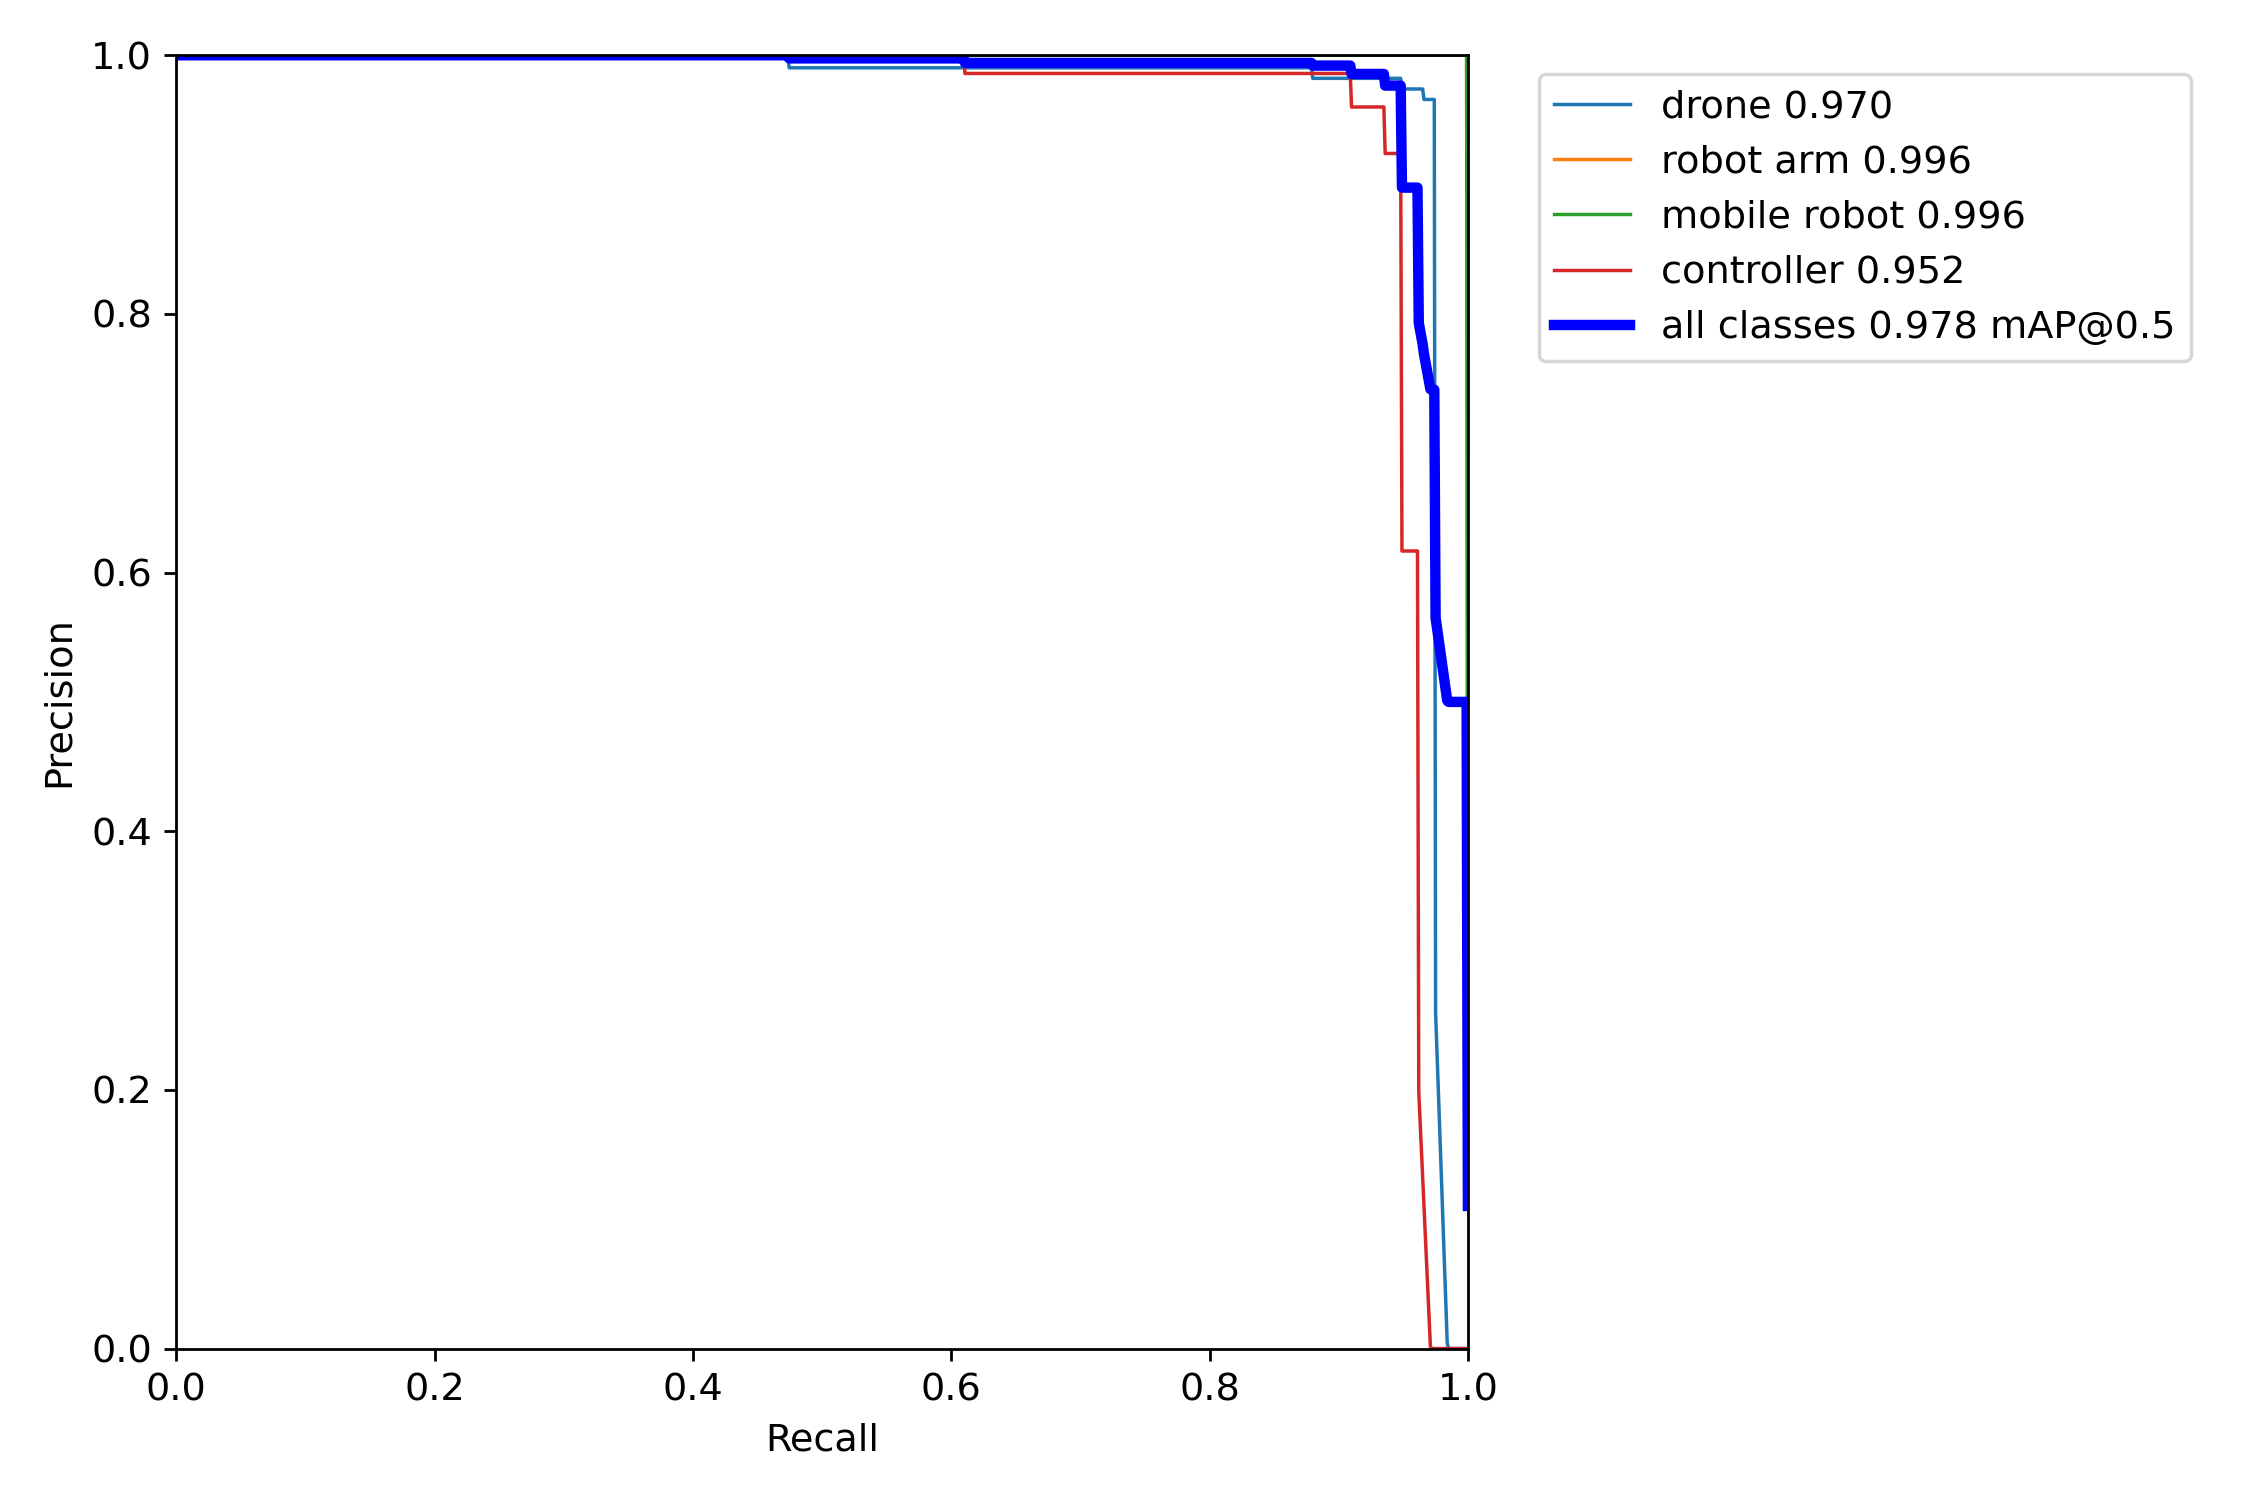 1.0
0.8
0.6
0.4
0.2
0.0
Precision
0.0 0.2 0.4 0.6 0.8 1.0
Recall
drone 0.970
robot arm 0.996
mobile robot 0.996
controller 0.952
all classes 0.978 mAP@0.5